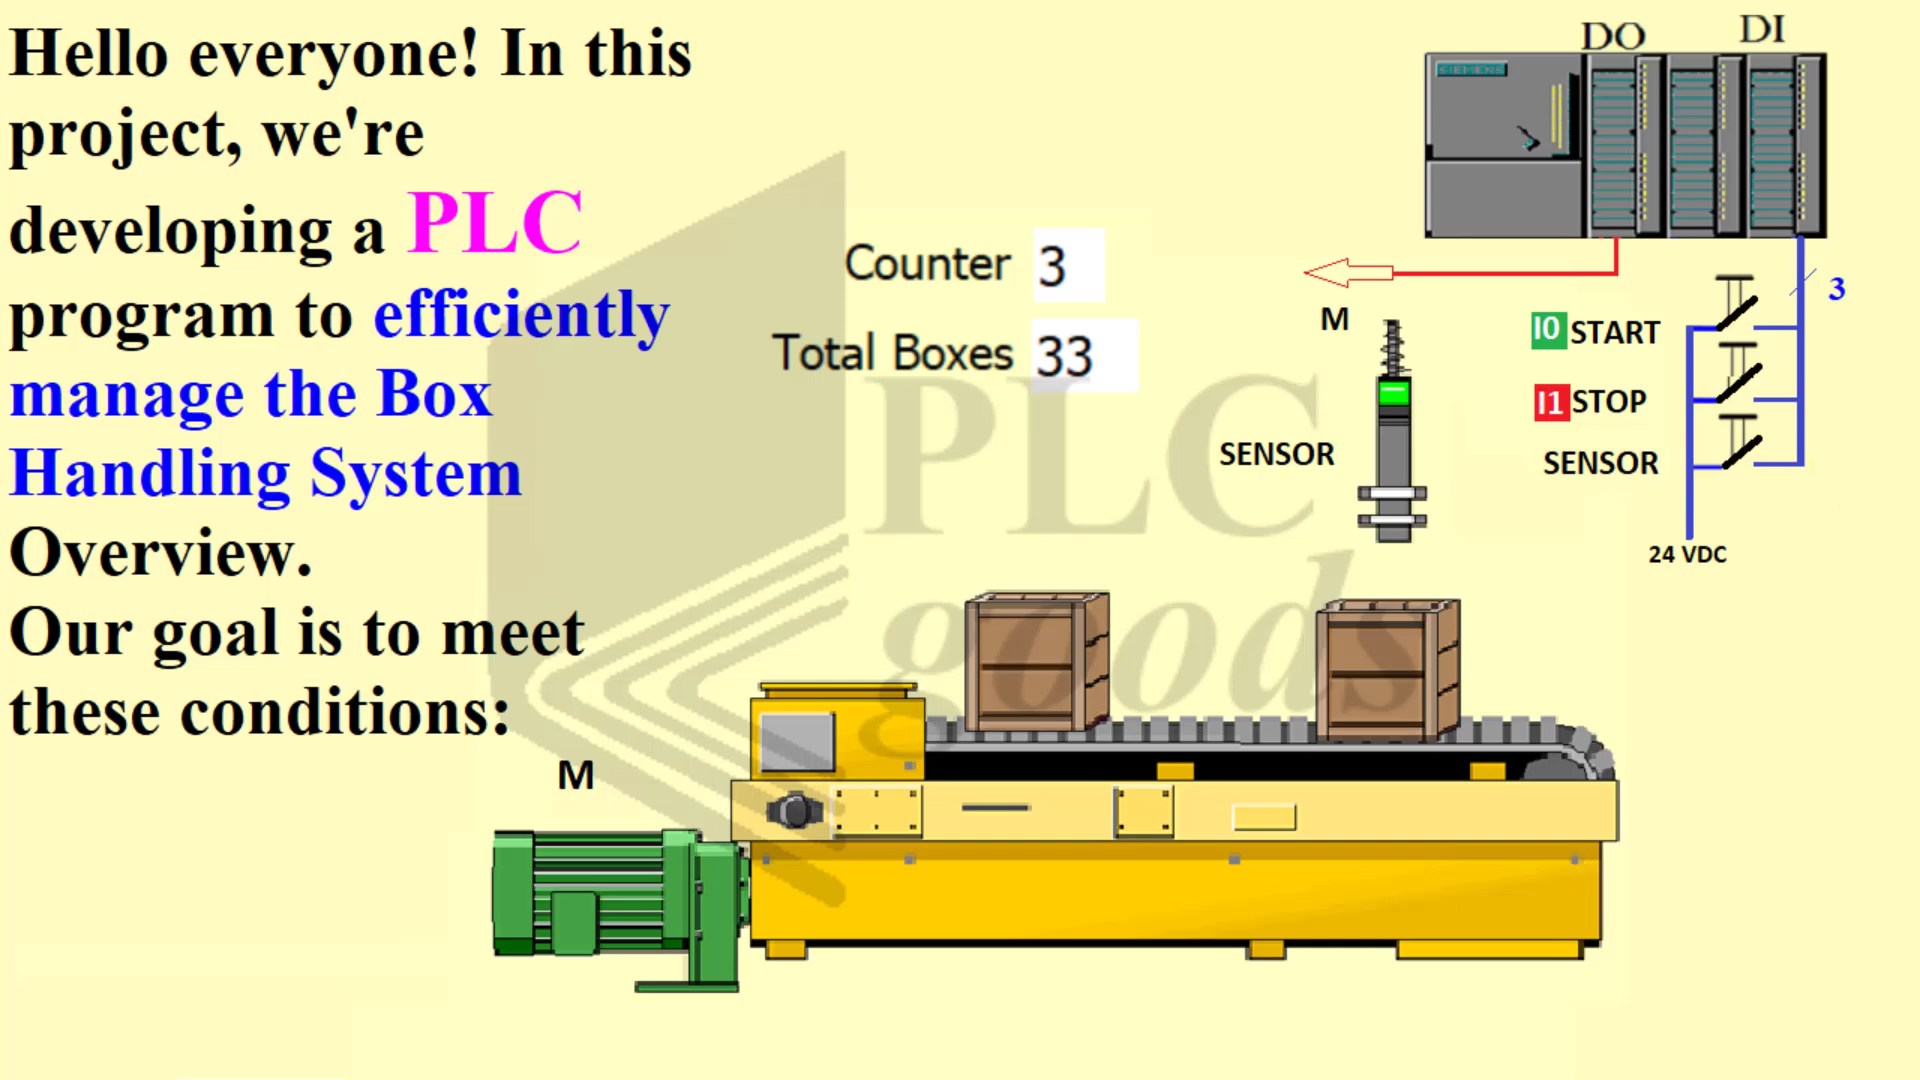 Hello everyone! In this
project, we're
developing a PLC
program to efficiently
manage the Box
Handling System
Overview.
Our goal is to meet
these conditions:
Counter 3
Total Boxes 33
DO DI
SIEMENS
3
M
I0 START
I1 STOP
SENSOR
SENSOR
24 VDC
M
PLC
goods